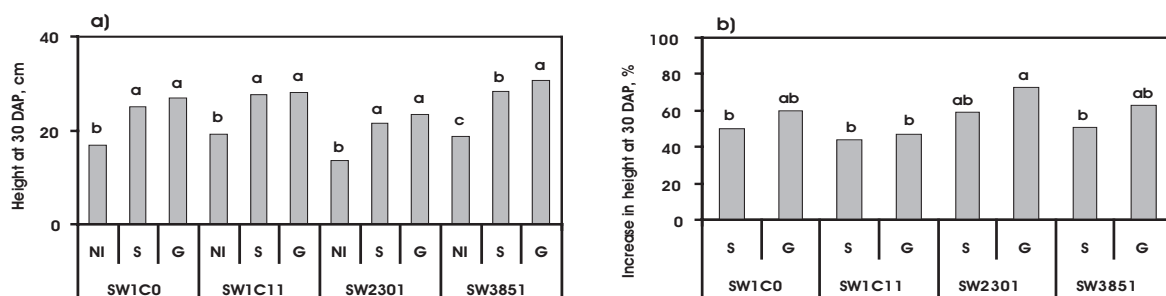 a)
Height at 30 DAP, cm
40
20
0
b a a b a a b a a c b a
NI S G NI S G NI S G NI S G
SW1C0 SW1C11 SW2301 SW3851
b)
Increase in height at 30 DAP, %
100
80
60
40
20
0
b ab b b ab a b ab
S G S G S G S G
SW1C0 SW1C11 SW2301 SW3851